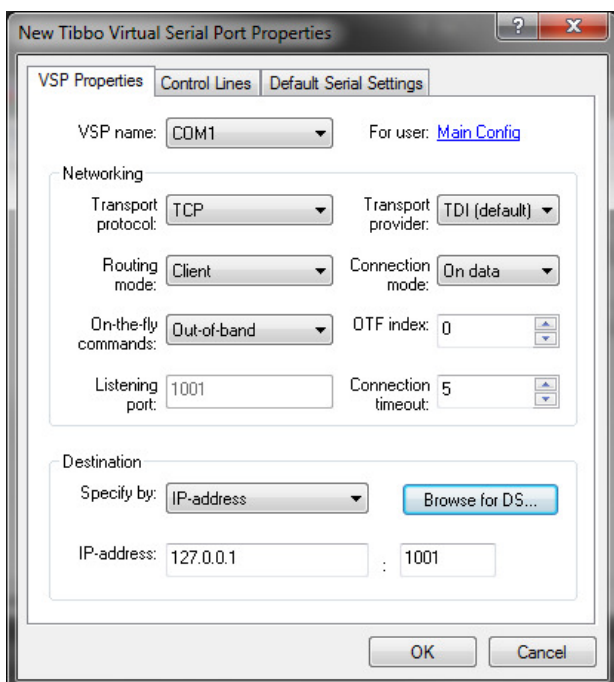 New Tibbo Virtual Serial Port Properties
VSP Properties Control Lines Default Serial Settings
VSP name: COM1 For user: Main Config
Networking
Transport protocol: TCP Transport provider: TDI (default)
Routing mode: Client Connection mode: On data
On-the-fly commands: Out-of-band OTF index: 0
Listening port: 1001 Connection timeout: 5
Destination
Specify by: IP-address Browse for DS...
IP-address: 127.0.0.1 : 1001
OK Cancel